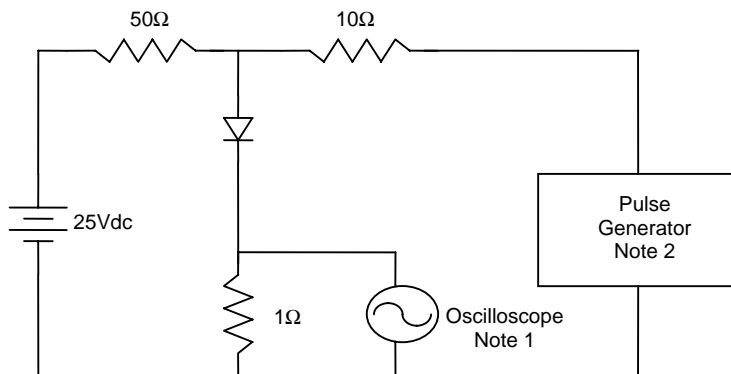 50Ω
10Ω
25Vdc
Pulse
Generator
Note 2
1Ω
Oscilloscope
Note 1